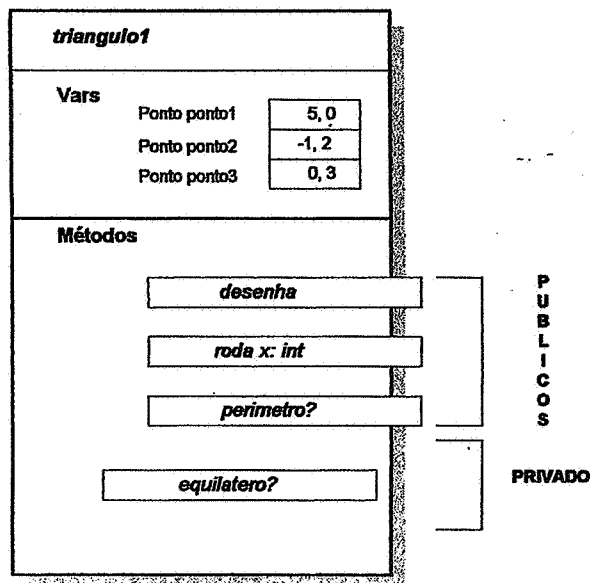 triangulo1
Vars
Ponto ponto1 5, 0
Ponto ponto2 -1, 2
Ponto ponto3 0, 3
Métodos
desenha
roda x: int
perimetro?
equilatero?
PUBLICOS
PRIVADO